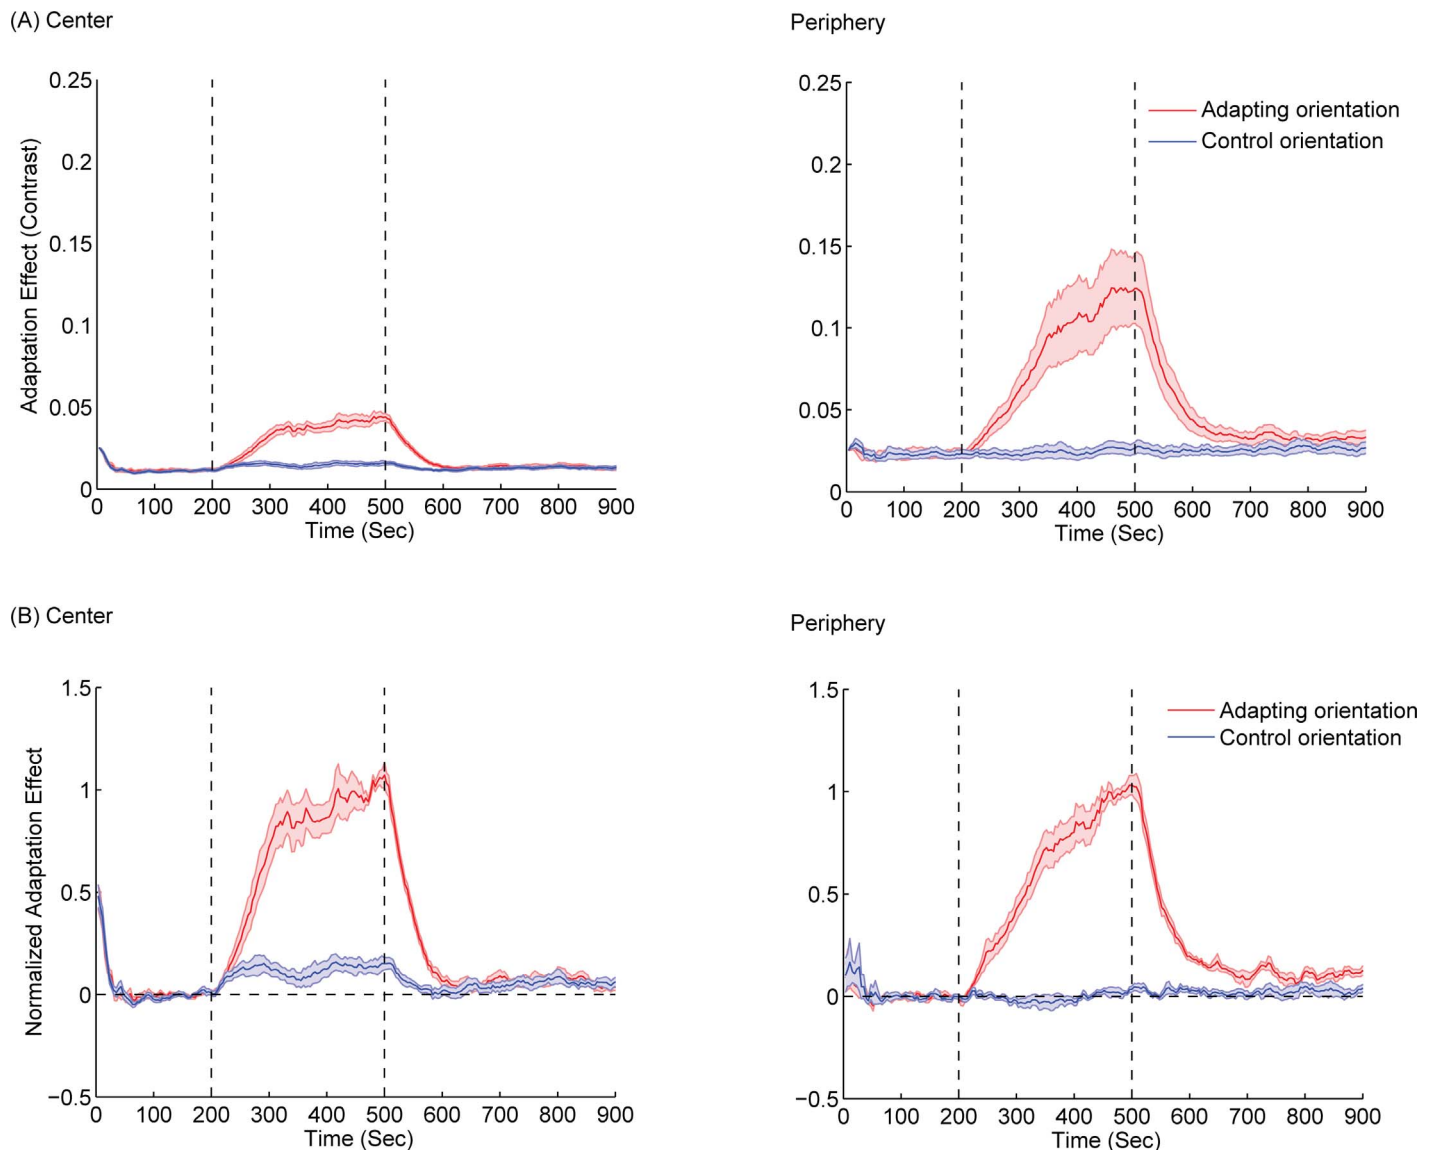 (A) Center
Periphery
Adaptation Effect (Contrast)
0.25
0.2
0.15
0.1
0.05
0
0 100 200 300 400 500 600 700 800 900
Time (Sec)
0.25
0.2
0.15
0.1
0.05
0
0 100 200 300 400 500 600 700 800 900
Time (Sec)
Adapting orientation
Control orientation
(B) Center
Periphery
Normalized Adaptation Effect
1.5
1
0.5
0
−0.5
0 100 200 300 400 500 600 700 800 900
Time (Sec)
1.5
1
0.5
0
−0.5
0 100 200 300 400 500 600 700 800 900
Time (Sec)
Adapting orientation
Control orientation